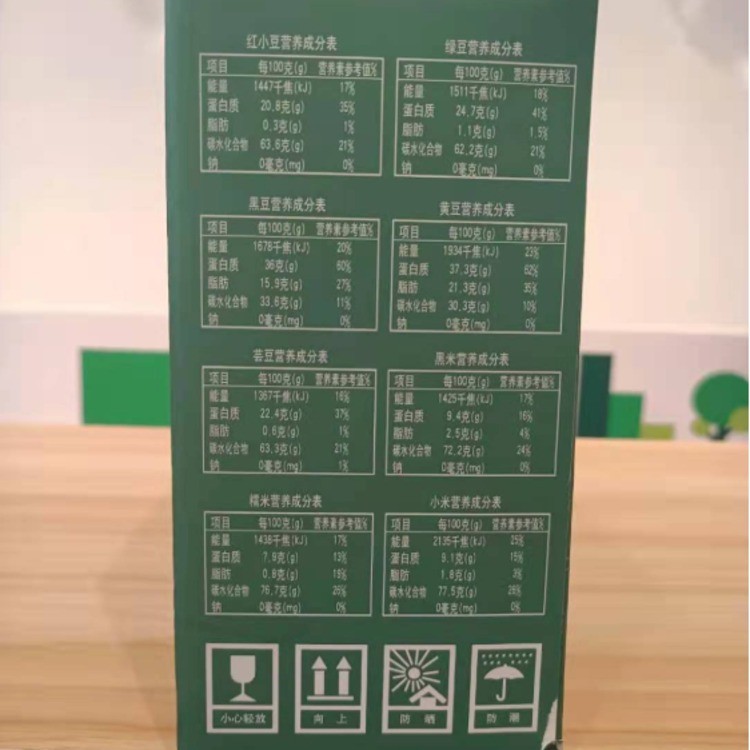 红小豆营养成分表
项目 每100克(g) 营养素参考值%
能量 1447千焦(kJ) 17%
蛋白质 20.8克(g) 35%
脂肪 0.3克(g) 1%
碳水化合物 63.6克(g) 21%
钠 0毫克(mg) 0%
绿豆营养成分表
项目 每100克(g) 营养素参考值%
能量 1511千焦(kJ) 18%
蛋白质 24.7克(g) 41%
脂肪 1.1克(g) 1.5%
碳水化合物 62.2克(g) 21%
钠 0毫克(mg) 0%
黑豆营养成分表
项目 每100克(g) 营养素参考值%
能量 1678千焦(kJ) 20%
蛋白质 36克(g) 60%
脂肪 15.9克(g) 27%
碳水化合物 33.6克(g) 11%
钠 0毫克(mg) 0%
黄豆营养成分表
项目 每100克(g) 营养素参考值%
能量 1934千焦(kJ) 23%
蛋白质 37.3克(g) 62%
脂肪 21.3克(g) 35%
碳水化合物 30.3克(g) 10%
钠 0毫克(mg) 0%
芸豆营养成分表
项目 每100克(g) 营养素参考值%
能量 1367千焦(kJ) 16%
蛋白质 22.4克(g) 37%
脂肪 0.6克(g) 1%
碳水化合物 63.3克(g) 21%
钠 0毫克(mg) 1%
黑米营养成分表
项目 每100克(g) 营养素参考值%
能量 1425千焦(kJ) 17%
蛋白质 9.4克(g) 16%
脂肪 2.5克(g) 4%
碳水化合物 72.2克(g) 24%
钠 0毫克(mg) 0%
糯米营养成分表
项目 每100克(g) 营养素参考值%
能量 1438千焦(kJ) 17%
蛋白质 7.9克(g) 13%
脂肪 0.8克(g) 19%
碳水化合物 76.7克(g) 26%
钠 0毫克(mg) 0%
小米营养成分表
项目 每100克(g) 营养素参考值%
能量 2135千焦(kJ) 25%
蛋白质 9.1克(g) 15%
脂肪 1.8克(g) 3%
碳水化合物 77.5克(g) 26%
钠 0毫克(mg) 0%
小心轻放
向上
防晒
防潮